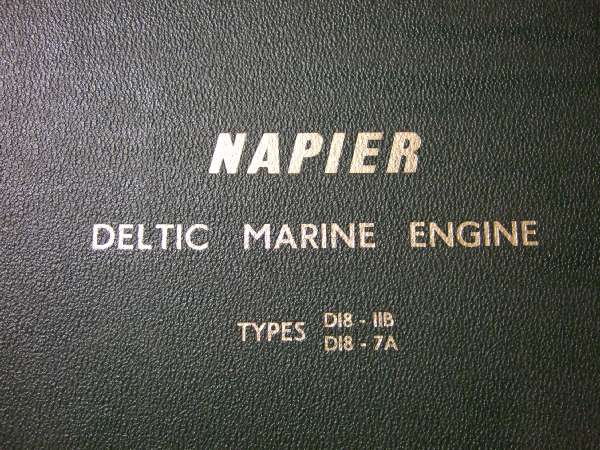 NAPIER
DELTIC MARINE ENGINE
TYPES D18 - 11B
D18 - 7A